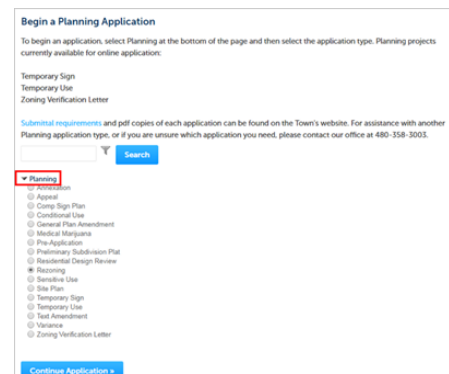 Begin a Planning Application
To begin an application, select Planning at the bottom of the page and then select the application type. Planning projects
currently available for online application:
Temporary Sign
Temporary Use
Zoning Verification Letter
Submittal requirements and pdf copies of each application can be found on the Town's website. For assistance with another
Planning application type, or if you are unsure which application you need, please contact our office at 480-358-3003.
Search
Planning
Annexation
Appeal
Comp Sign Plan
Conditional Use
General Plan Amendment
Medical Marijuana
Pre-Application
Preliminary Subdivision Plat
Residential Design Review
Rezoning
Sensitive Use
Site Plan
Temporary Sign
Temporary Use
Text Amendment
Variance
Zoning Verification Letter
Continue Application »